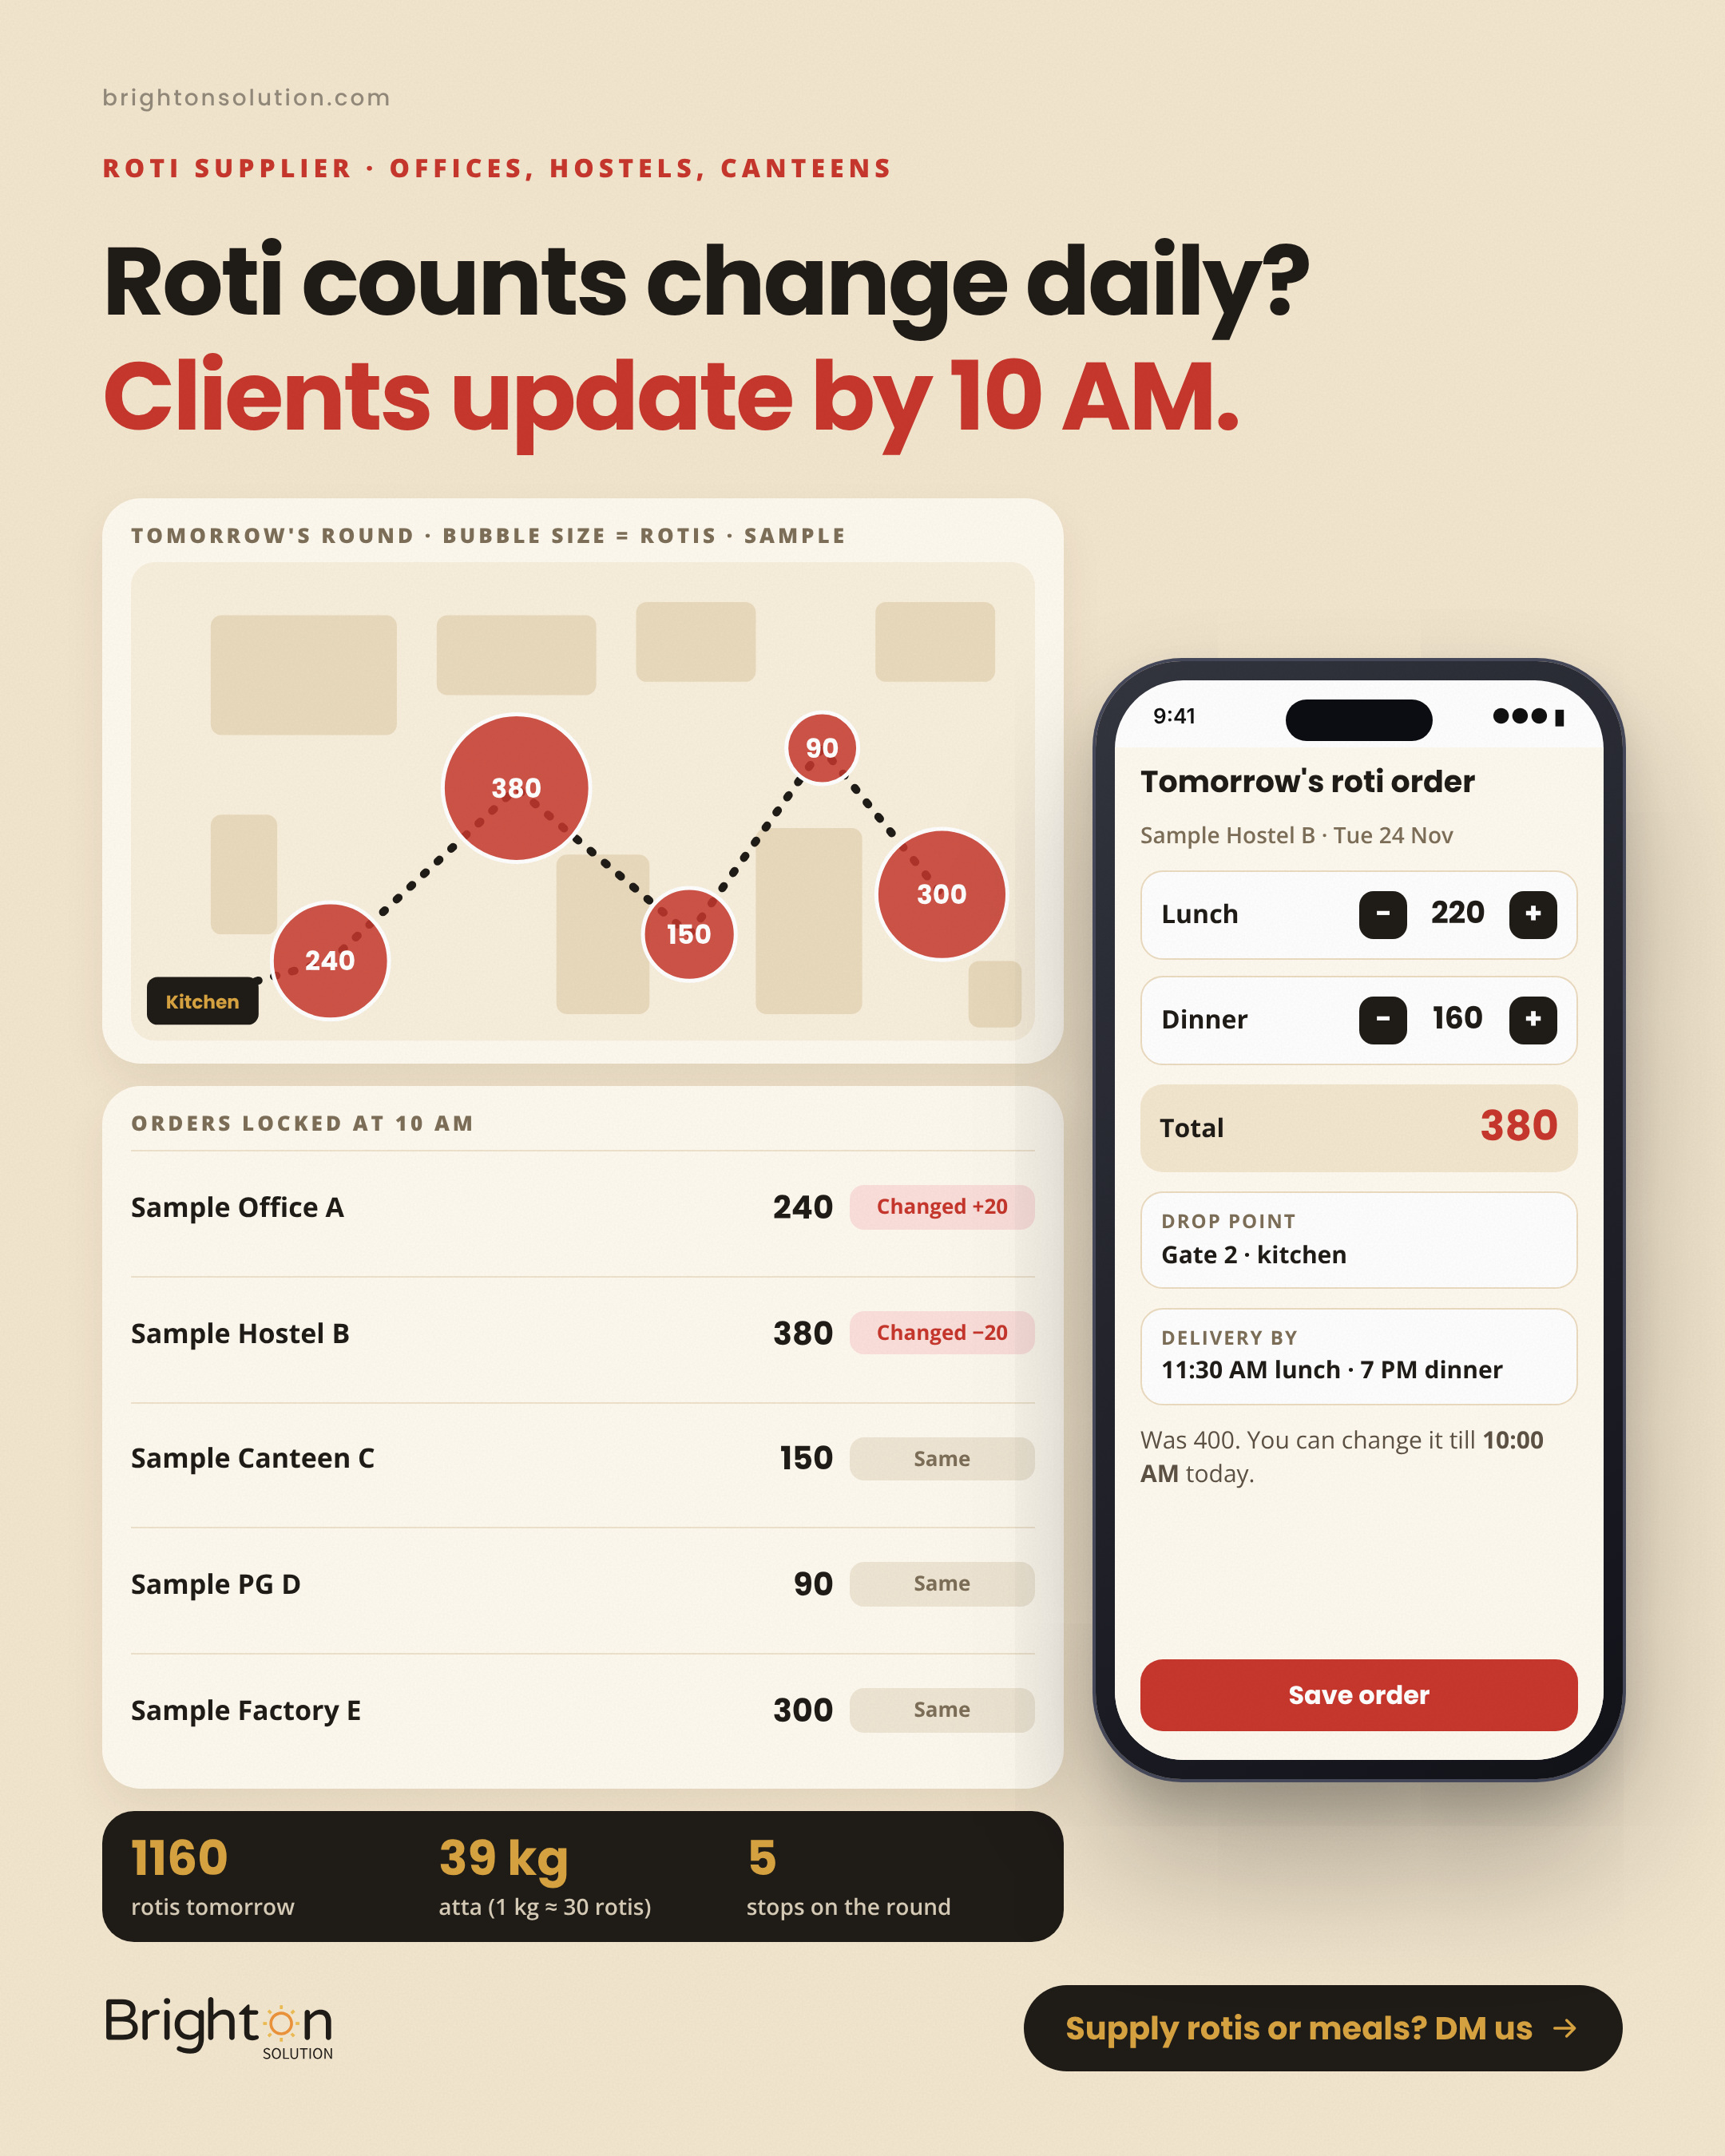 brightonsolution.com
ROTI SUPPLIER · OFFICES, HOSTELS, CANTEENS
Roti counts change daily?
Clients update by 10 AM.
TOMORROW'S ROUND · BUBBLE SIZE = ROTIS · SAMPLE
380
90
300
150
240
Kitchen
ORDERS LOCKED AT 10 AM
Sample Office A 240 Changed +20
Sample Hostel B 380 Changed −20
Sample Canteen C 150 Same
Sample PG D 90 Same
Sample Factory E 300 Same
1160 39 kg 5
rotis tomorrow atta (1 kg ≈ 30 rotis) stops on the round
9:41
Tomorrow's roti order
Sample Hostel B · Tue 24 Nov
Lunch − 220 +
Dinner − 160 +
Total 380
DROP POINT
Gate 2 · kitchen
DELIVERY BY
11:30 AM lunch · 7 PM dinner
Was 400. You can change it till 10:00
AM today.
Save order
Brighton
SOLUTION
Supply rotis or meals? DM us →